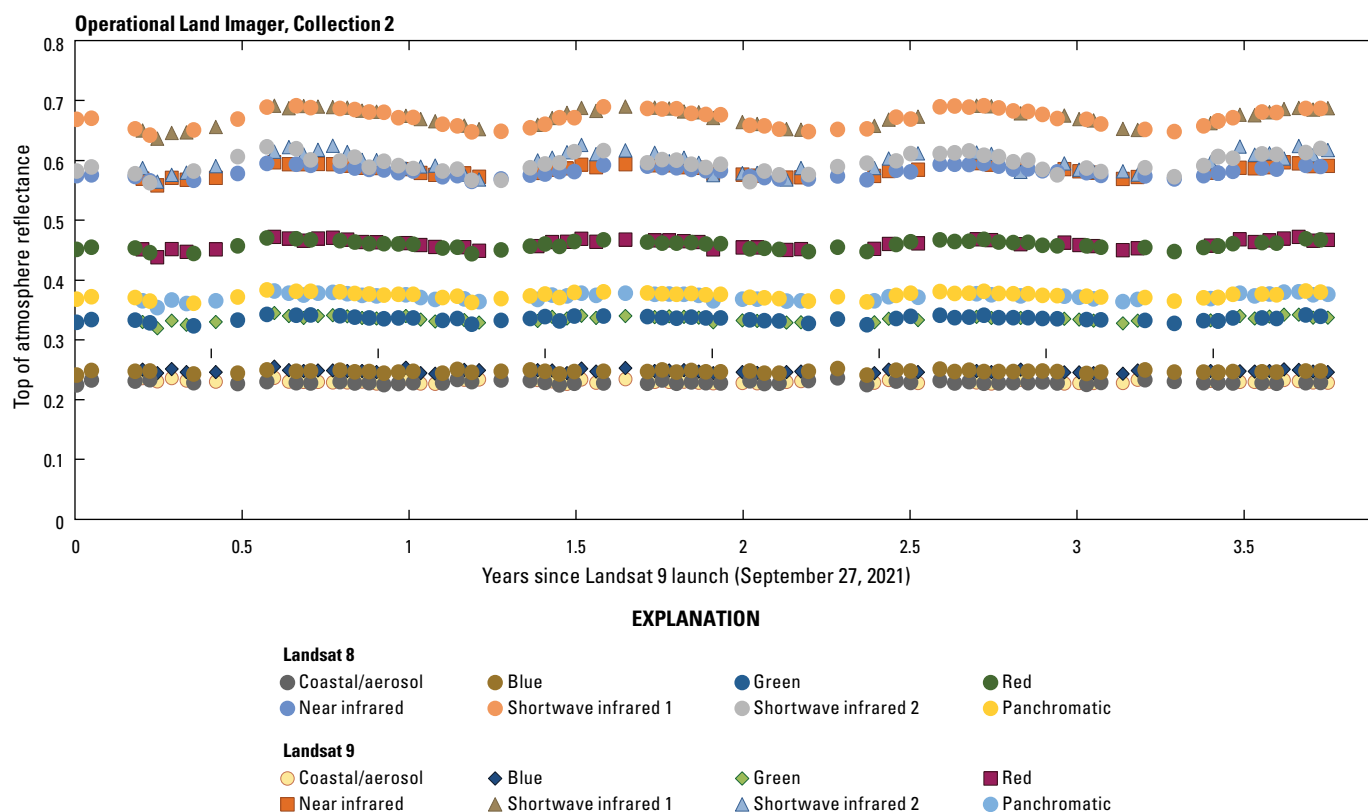 Operational Land Imager, Collection 2
Top of atmosphere reflectance
0.8
0.7
0.6
0.5
0.4
0.3
0.2
0.1
0
0 0.5 1 1.5 2 2.5 3 3.5
Years since Landsat 9 launch (September 27, 2021)
EXPLANATION
Landsat 8
Coastal/aerosol Blue Green Red
Near infrared Shortwave infrared 1 Shortwave infrared 2 Panchromatic
Landsat 9
Coastal/aerosol Blue Green Red
Near infrared Shortwave infrared 1 Shortwave infrared 2 Panchromatic